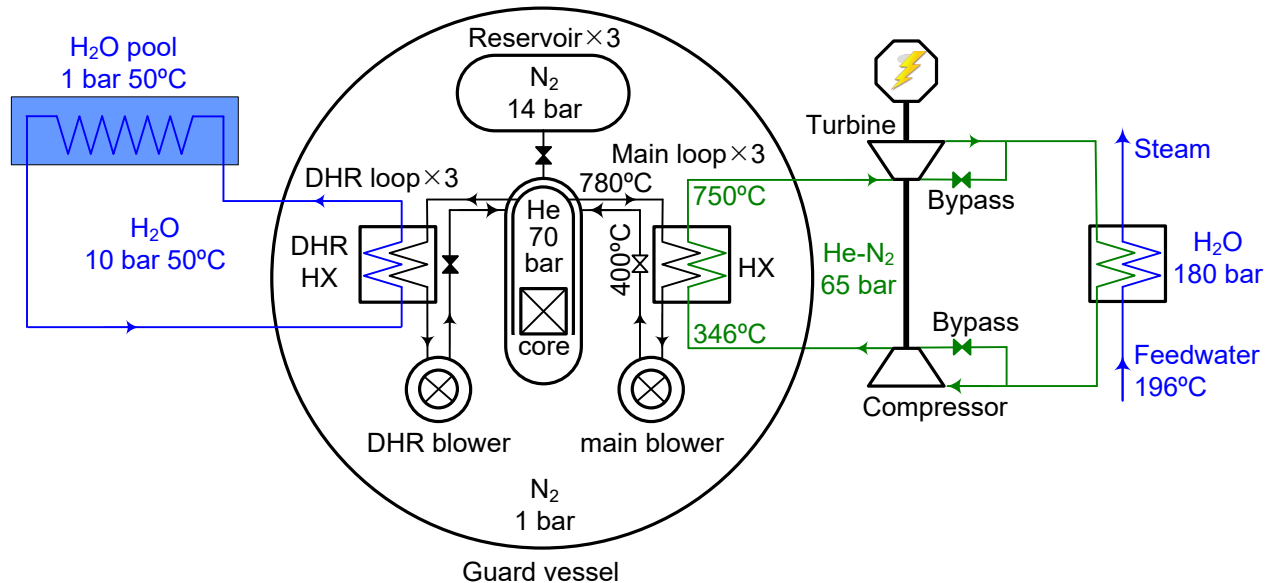 H₂O pool
1 bar 50ºC
H₂O
10 bar 50ºC
Reservoir×3
N₂
14 bar
DHR loop×3
Main loop×3
780ºC
400ºC
He
70
bar
core
DHR
HX
HX
DHR blower
main blower
N₂
1 bar
Guard vessel
750ºC
346ºC
He-N₂
65 bar
Turbine
Bypass
Bypass
Compressor
Steam
H₂O
180 bar
Feedwater
196ºC